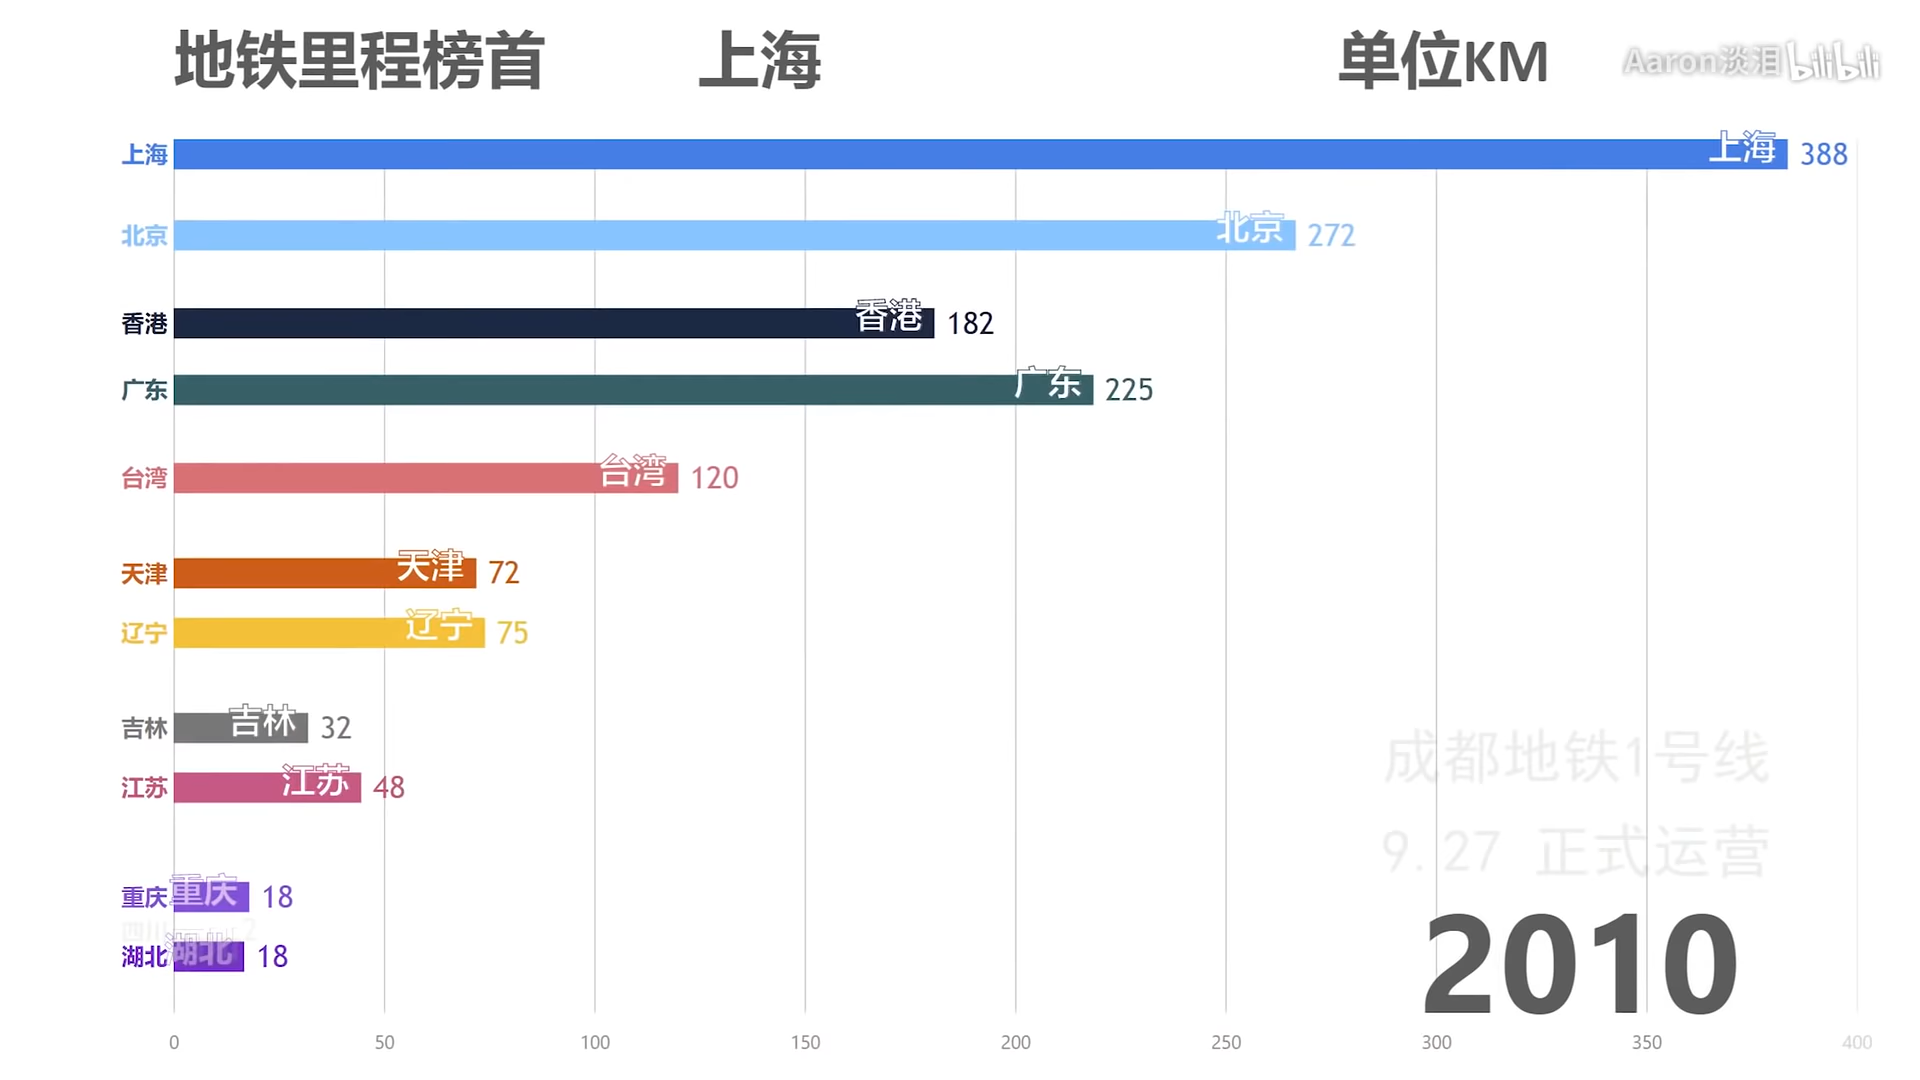 地铁里程榜首 上海 单位KM Aaron淡泪 bilibili
上海 上海 388
北京 北京 272
香港 香港 182
广东 广东 225
台湾 台湾 120
天津 天津 72
辽宁 辽宁 75
吉林 吉林 32
江苏 江苏 48
成都地铁1号线
9.27 正式运营
重庆 重庆 18
四川 2
湖北 湖北 18
2010
0 50 100 150 200 250 300 350 400